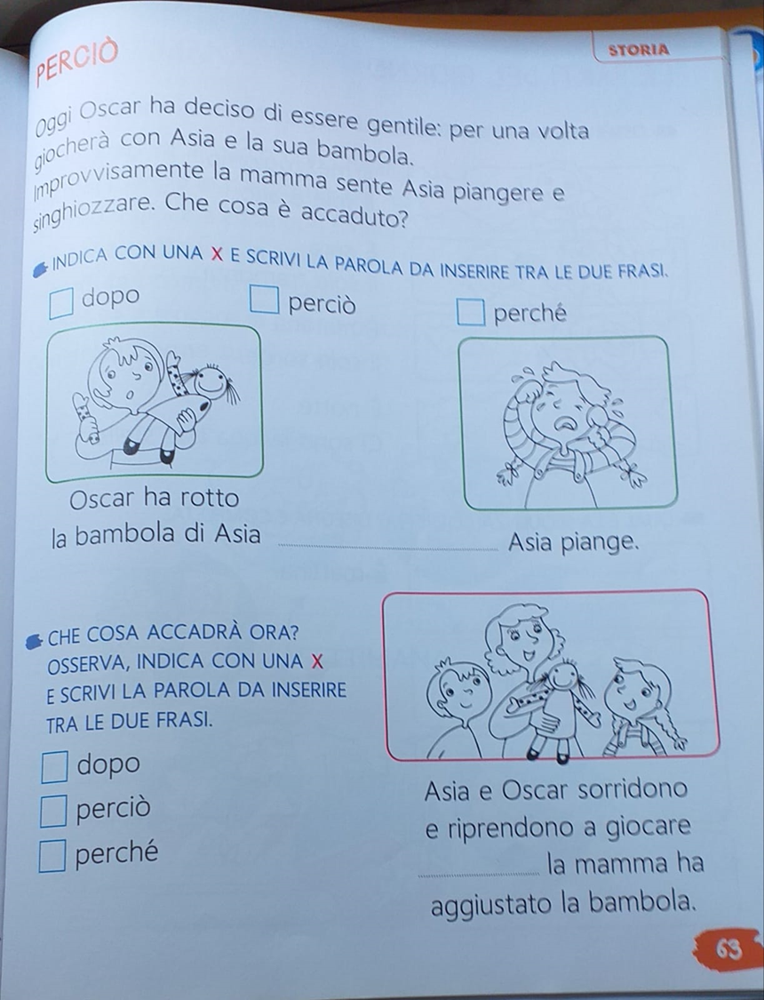 PERCIÒ
STORIA
Oggi Oscar ha deciso di essere gentile: per una volta
giocherà con Asia e la sua bambola.
Improvvisamente la mamma sente Asia piangere e
singhiozzare. Che cosa è accaduto?
INDICA CON UNA X E SCRIVI LA PAROLA DA INSERIRE TRA LE DUE FRASI.
dopo perciò perché
Oscar ha rotto
la bambola di Asia Asia piange.
CHE COSA ACCADRÀ ORA?
OSSERVA, INDICA CON UNA X
E SCRIVI LA PAROLA DA INSERIRE
TRA LE DUE FRASI.
dopo
perciò
perché
Asia e Oscar sorridono
e riprendono a giocare
la mamma ha
aggiustato la bambola.
63